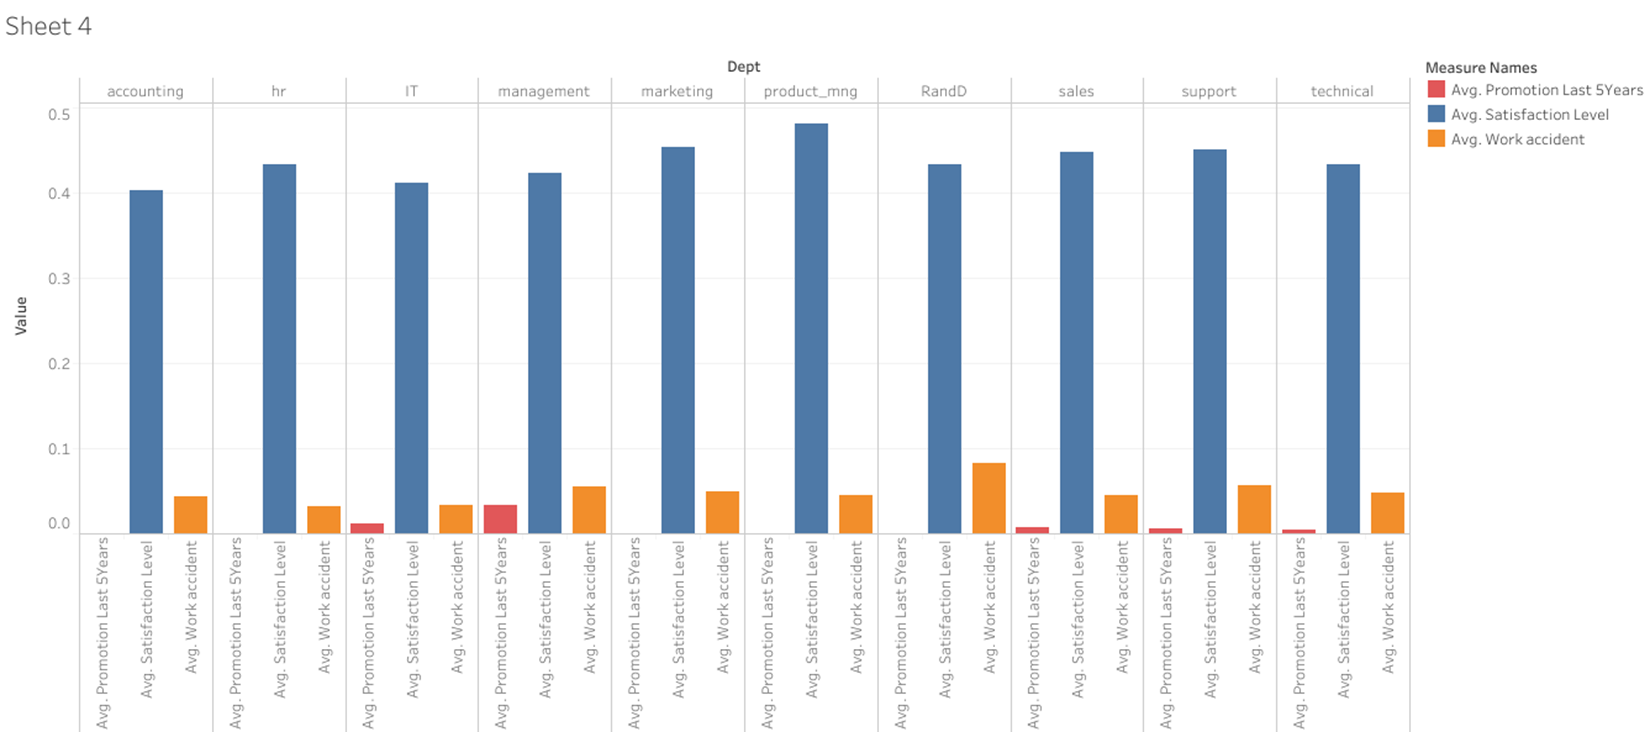 Sheet 4
Dept
accounting hr IT management marketing product_mng RandD sales support technical
Measure Names
Avg. Promotion Last 5Years
Avg. Satisfaction Level
Avg. Work accident
Value
0.5
0.4
0.3
0.2
0.1
0.0
Avg. Promotion Last 5Years
Avg. Satisfaction Level
Avg. Work accident
Avg. Promotion Last 5Years
Avg. Satisfaction Level
Avg. Work accident
Avg. Promotion Last 5Years
Avg. Satisfaction Level
Avg. Work accident
Avg. Promotion Last 5Years
Avg. Satisfaction Level
Avg. Work accident
Avg. Promotion Last 5Years
Avg. Satisfaction Level
Avg. Work accident
Avg. Promotion Last 5Years
Avg. Satisfaction Level
Avg. Work accident
Avg. Promotion Last 5Years
Avg. Satisfaction Level
Avg. Work accident
Avg. Promotion Last 5Years
Avg. Satisfaction Level
Avg. Work accident
Avg. Promotion Last 5Years
Avg. Satisfaction Level
Avg. Work accident
Avg. Promotion Last 5Years
Avg. Satisfaction Level
Avg. Work accident